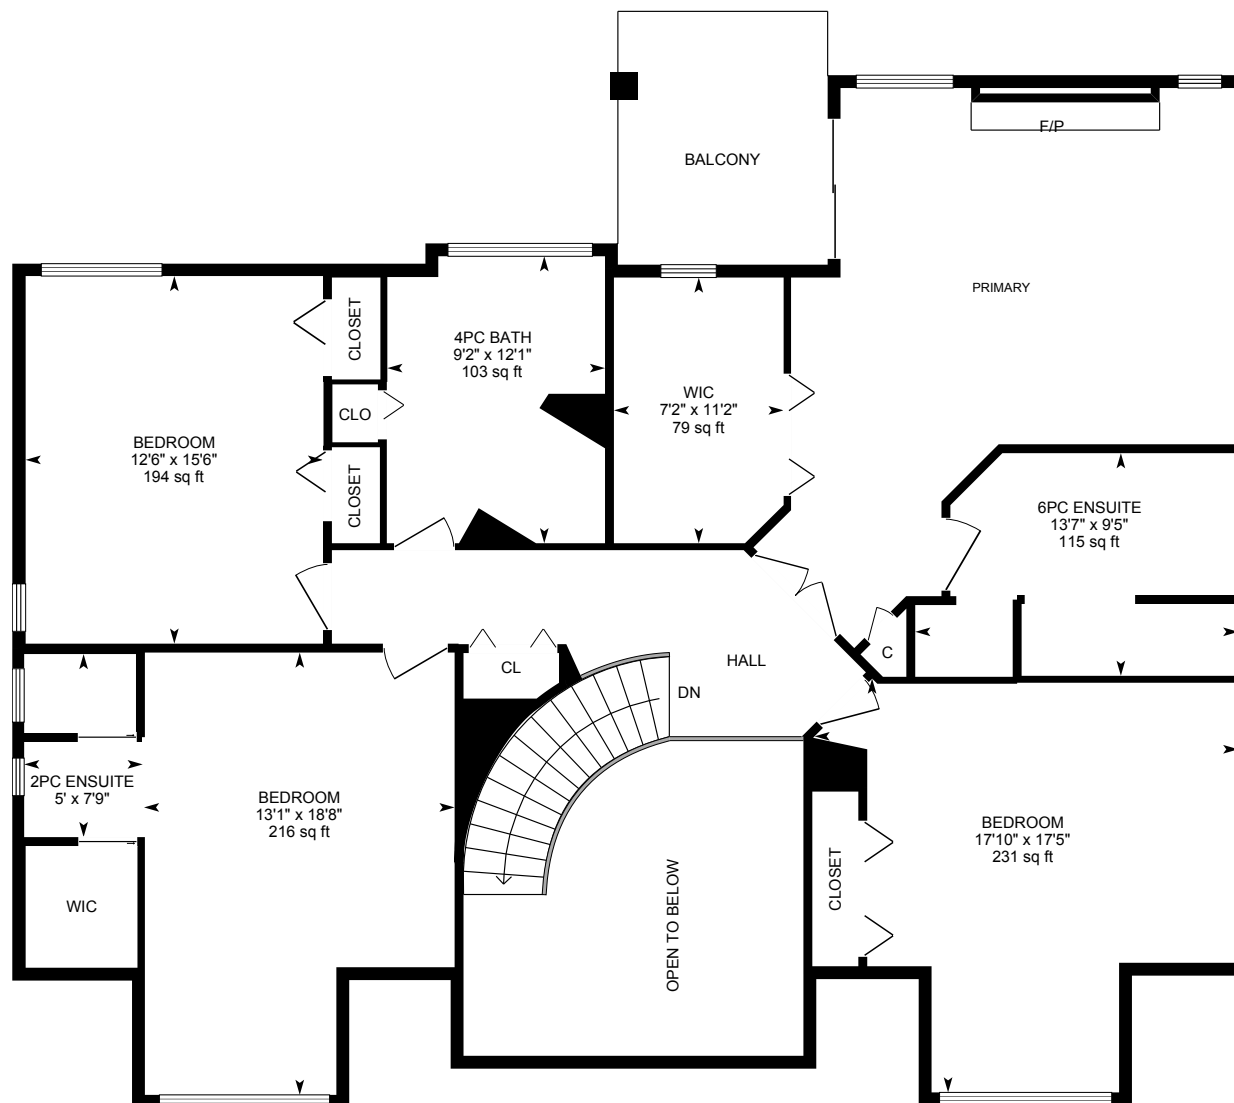 F/P
BALCONY
PRIMARY
CLOSET
4PC BATH
9'2" x 12'1"
103 sq ft
WIC
7'2" x 11'2"
79 sq ft
CLO
BEDROOM
12'6" x 15'6"
194 sq ft
CLOSET
6PC ENSUITE
13'7" x 9'5"
115 sq ft
CL
HALL
C
DN
2PC ENSUITE
5' x 7'9"
BEDROOM
13'1" x 18'8"
216 sq ft
BEDROOM
17'10" x 17'5"
231 sq ft
CLOSET
WIC
OPEN TO BELOW